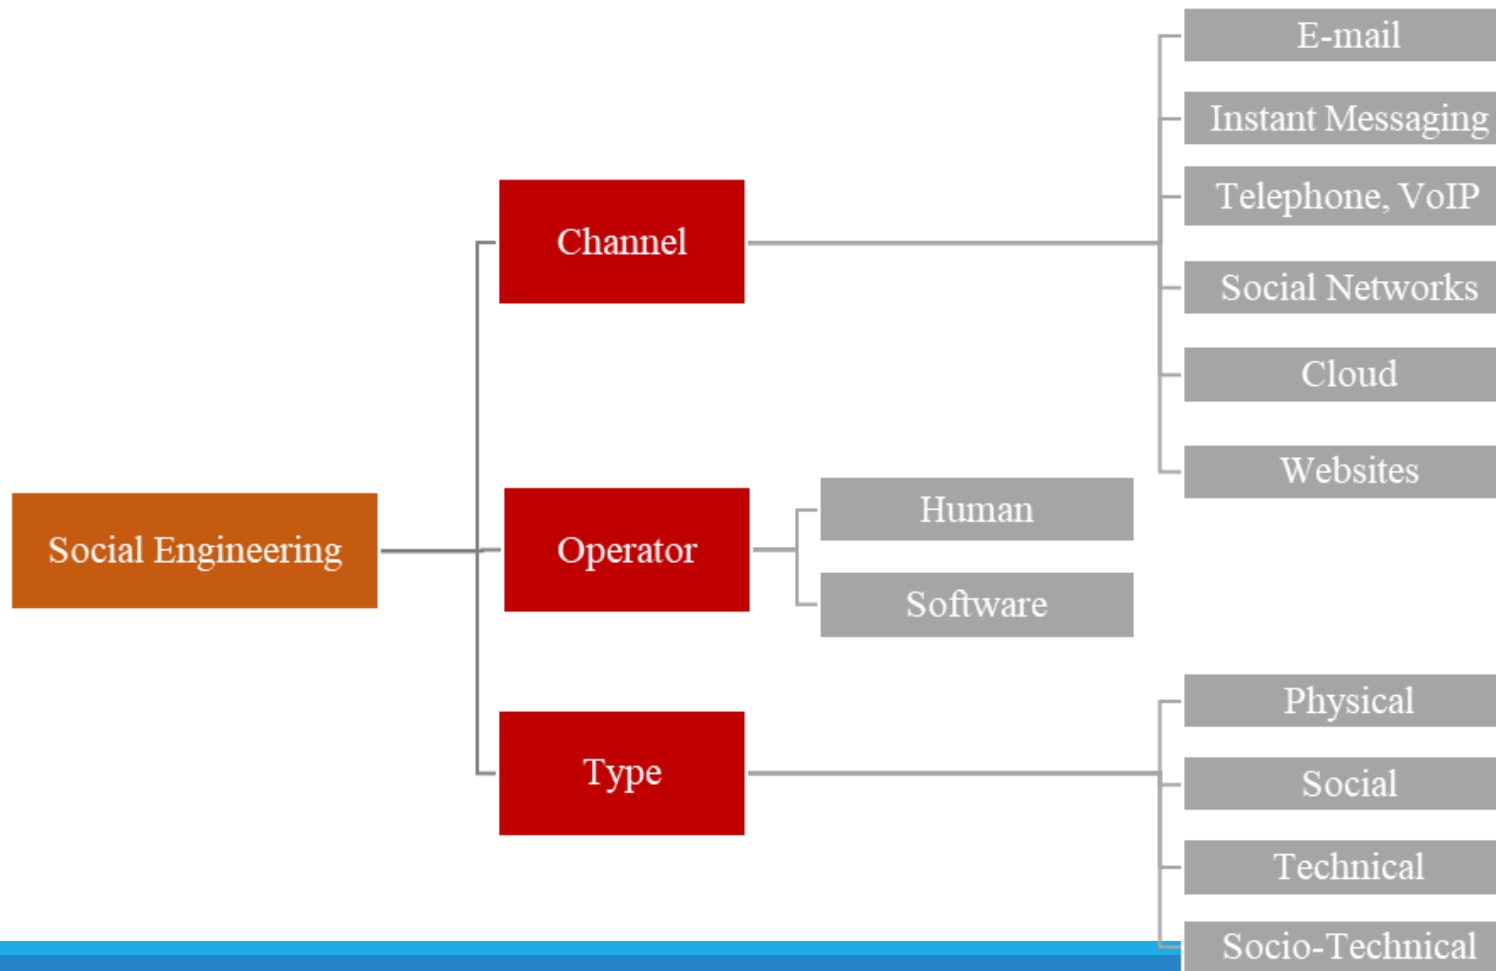 Social Engineering
Channel
E-mail
Instant Messaging
Telephone, VoIP
Social Networks
Cloud
Websites
Operator
Human
Software
Type
Physical
Social
Technical
Socio-Technical